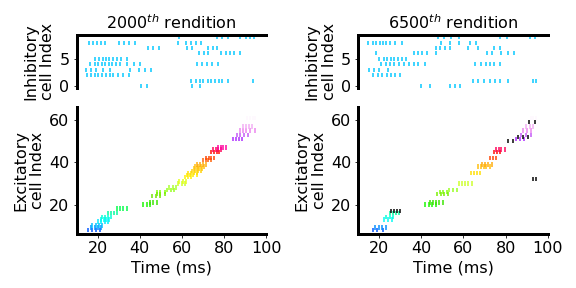 2000th rendition
6500th rendition
Inhibitory
cell Index
5
0
Inhibitory
cell Index
5
0
Excitatory
cell Index
60
40
20
Excitatory
cell Index
60
40
20
20 40 60 80 100
20 40 60 80 100
Time (ms)
Time (ms)